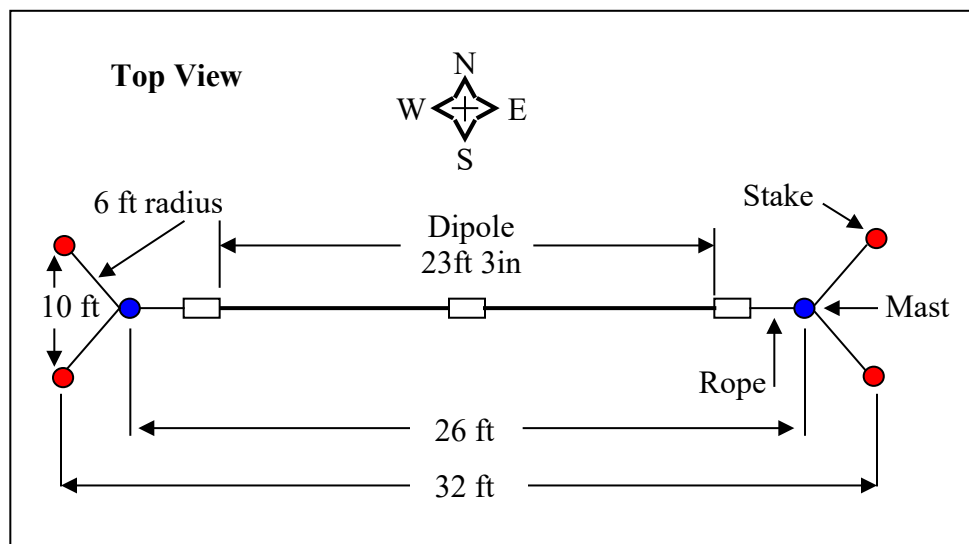 Top View
N
W E
S
6 ft radius
Stake
Dipole
23ft 3in
10 ft
Mast
Rope
26 ft
32 ft